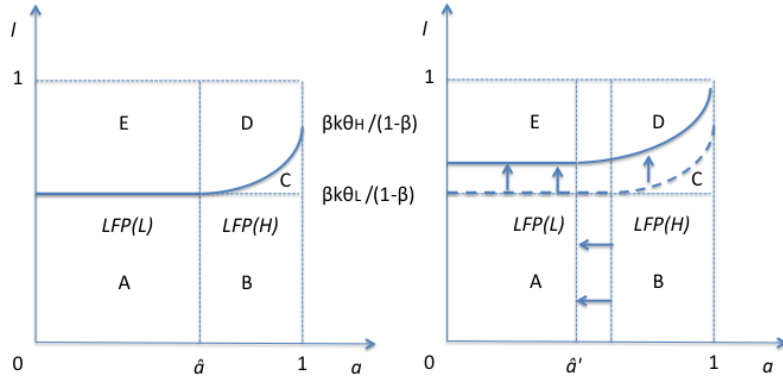 l
1
E
D
βkθH/(1-β)
C
βkθL/(1-β)
LFP(L)
LFP(H)
A
B
0
â
1
a
l
1
E
D
C
LFP(L)
LFP(H)
A
B
0
â'
1
a